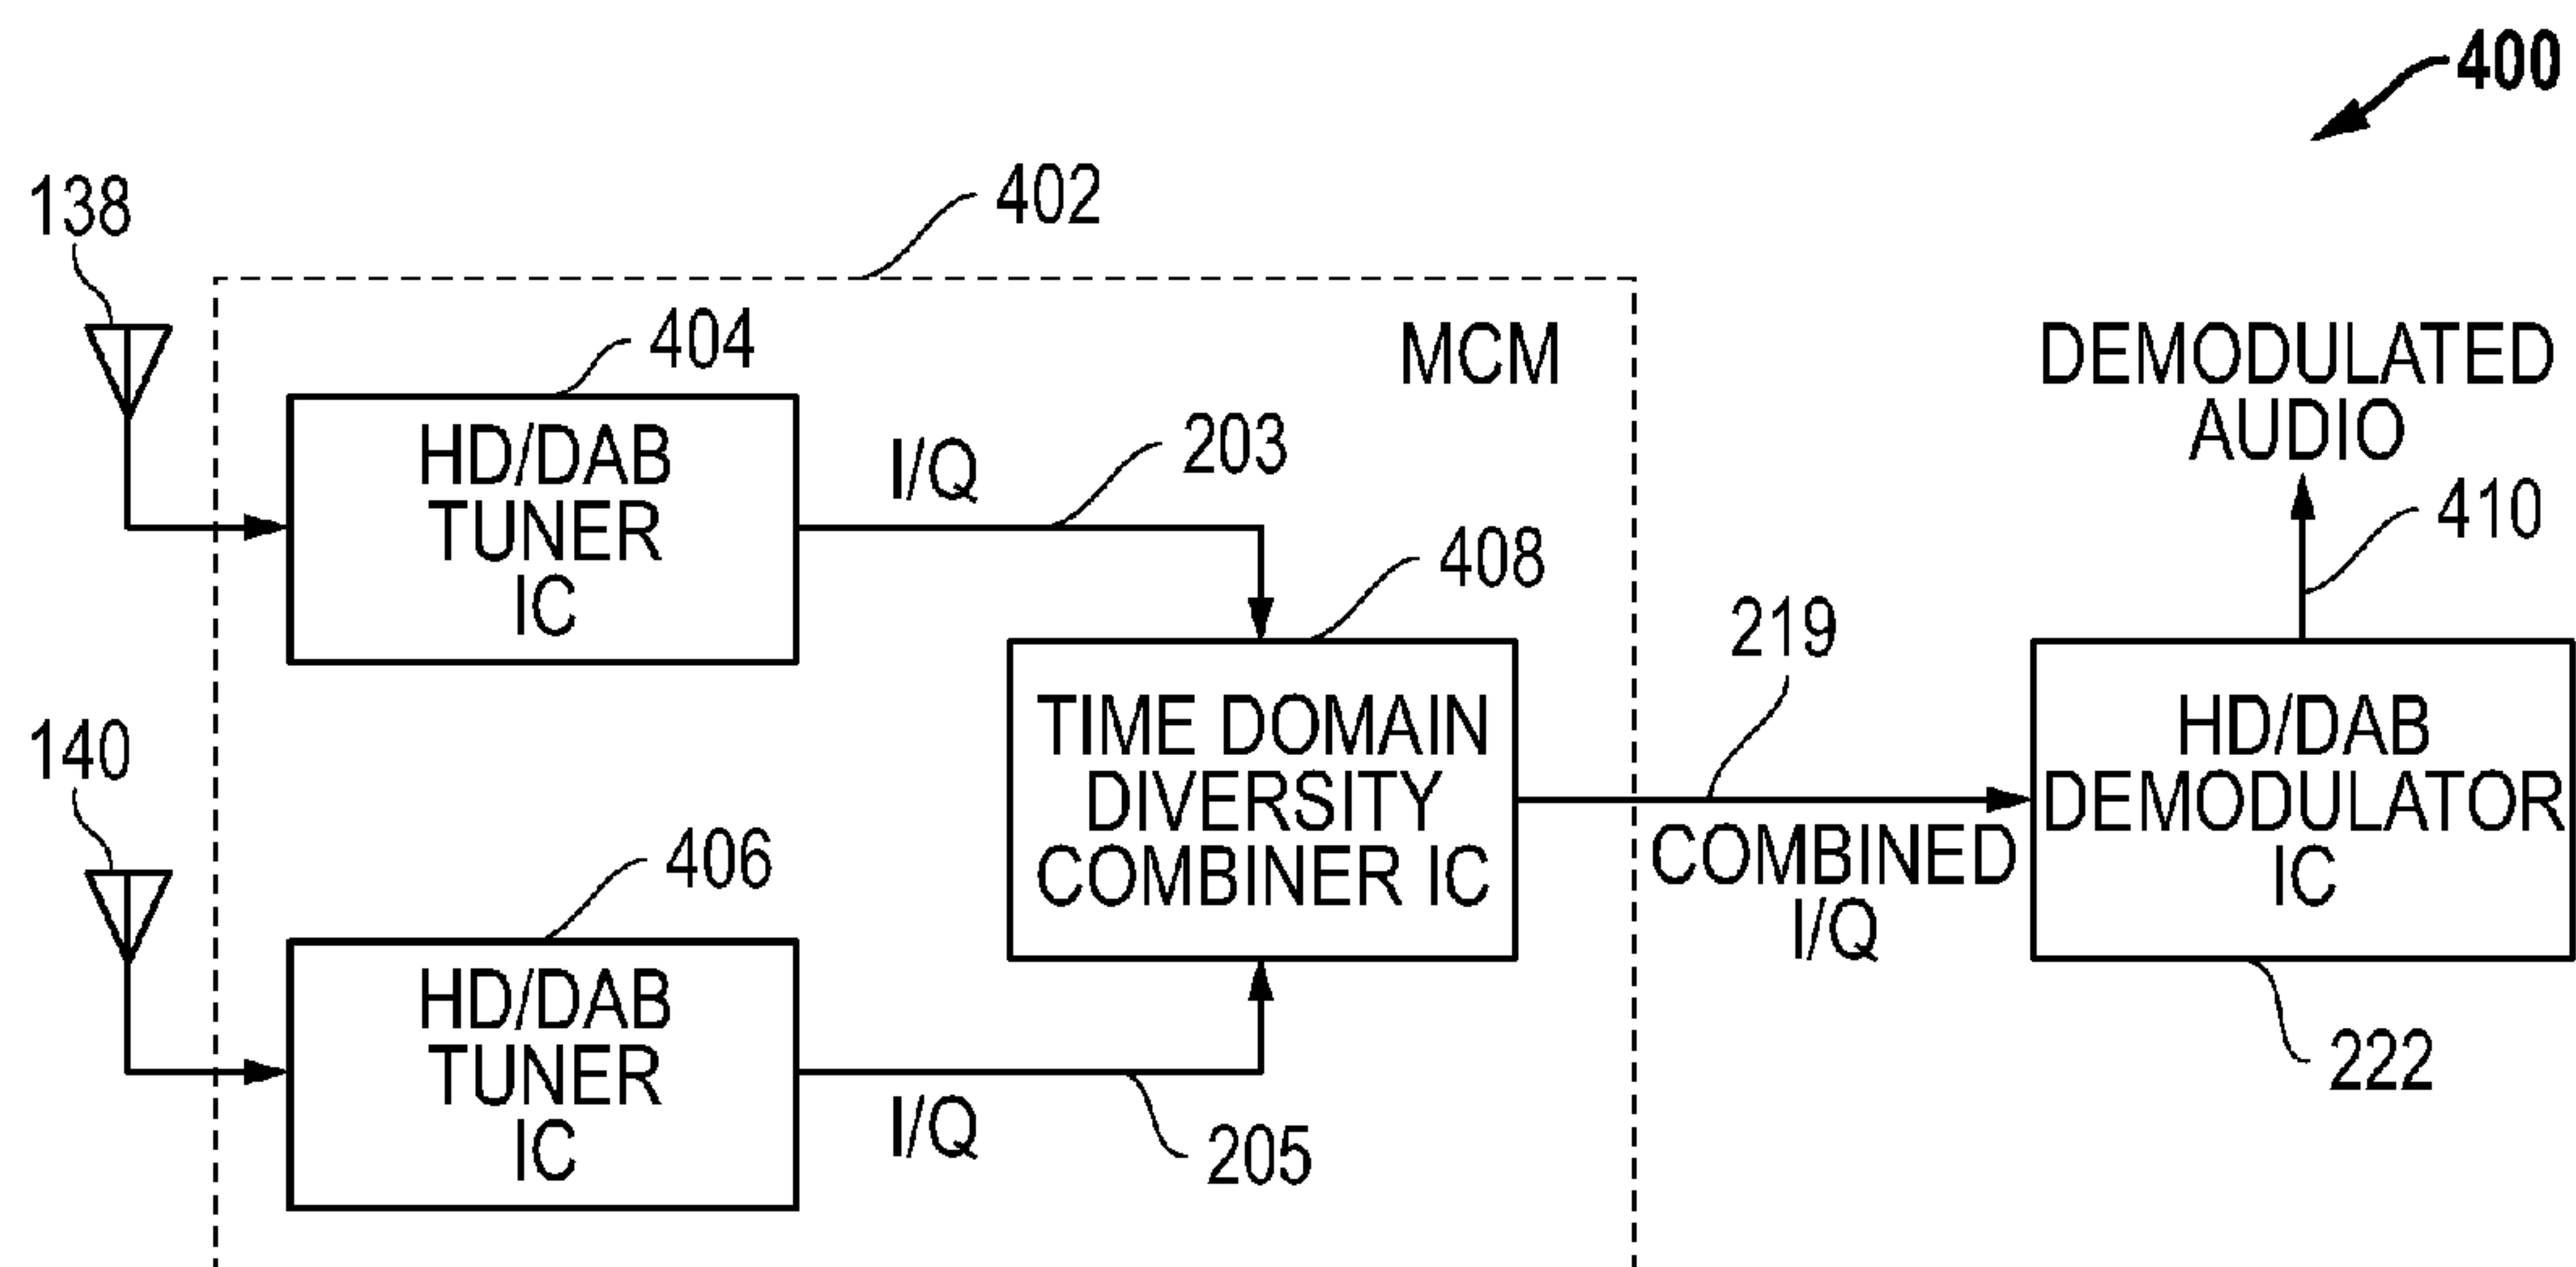 400
402
138
404
MCM
DEMODULATED
AUDIO
HD/DAB
TUNER
IC
I/Q
203
410
408
219
TIME DOMAIN
DIVERSITY
COMBINER IC
COMBINED
I/Q
HD/DAB
DEMODULATOR
IC
140
406
HD/DAB
TUNER
IC
I/Q
205
222